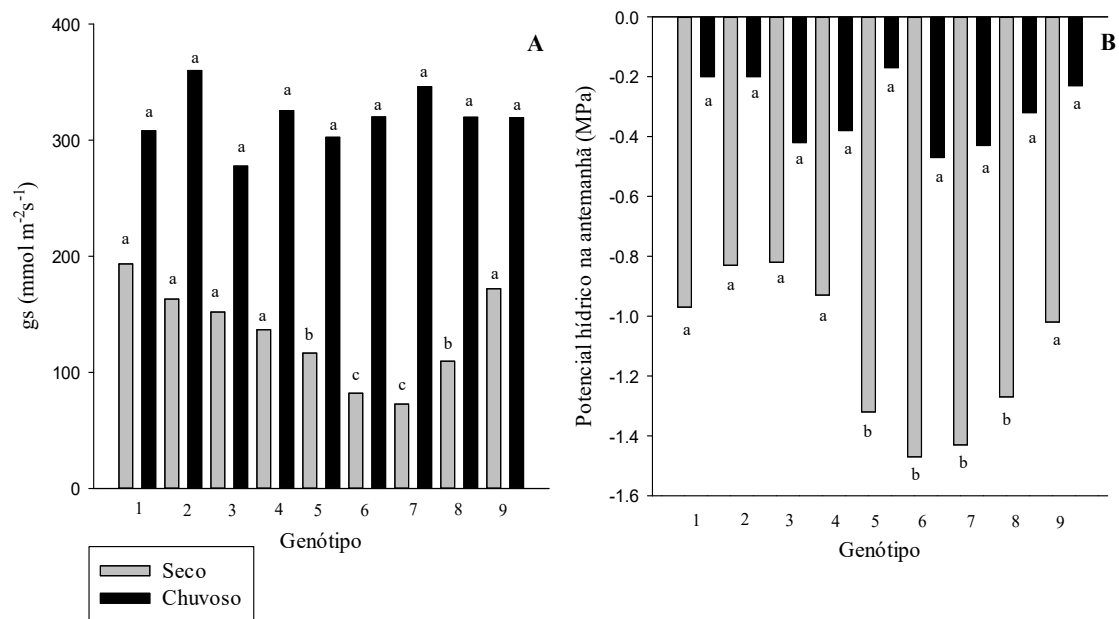 A
gs (mmol m-2s-1)
400
300
200
100
0
a a a a a a a a a
a a a a b c c b a
1 2 3 4 5 6 7 8 9
Genótipo
Seco
Chuvoso
B
Potencial hídrico na antemanhã (MPa)
0.0
-0.2
-0.4
-0.6
-0.8
-1.0
-1.2
-1.4
-1.6
a a a a a a a a a
a a a a b b b b a
1 2 3 4 5 6 7 8 9
Genótipo